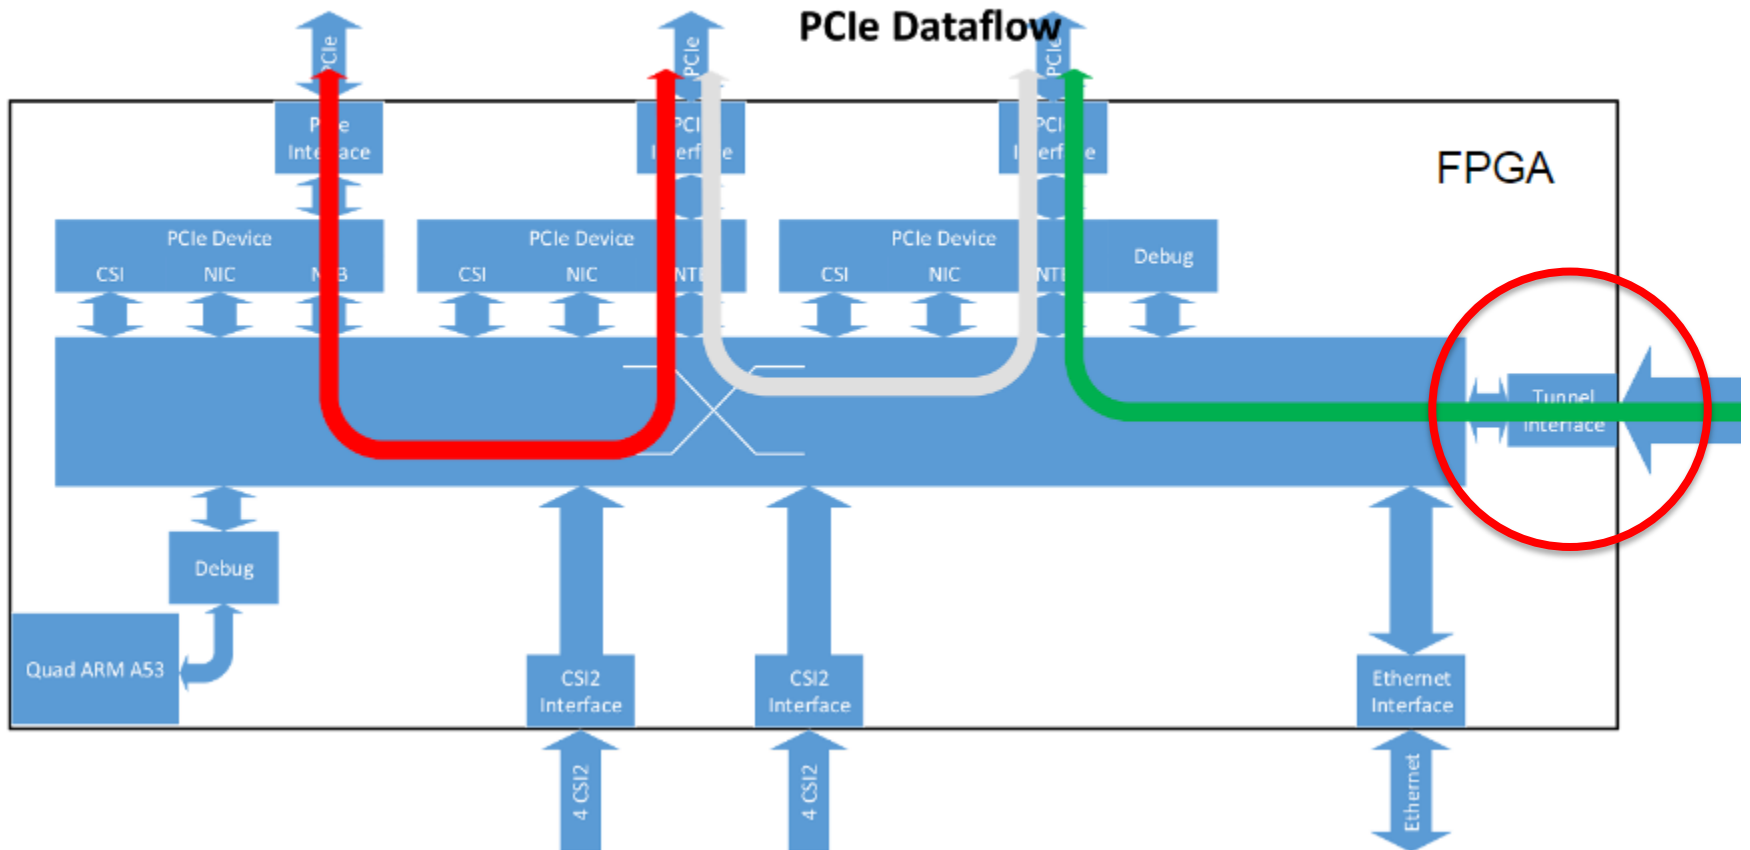 PCIe Dataflow
PCIe
PCIe
PCIe
FPGA
Interface
PCIe Device
CSI
NIC
PCIe Device
CSI
NIC
PCIe Device
CSI
NIC
Debug
Tunnel
Interface
Debug
Quad ARM A53
CSI2
Interface
CSI2
Interface
Ethernet
Interface
4 CSI2
4 CSI2
Ethernet